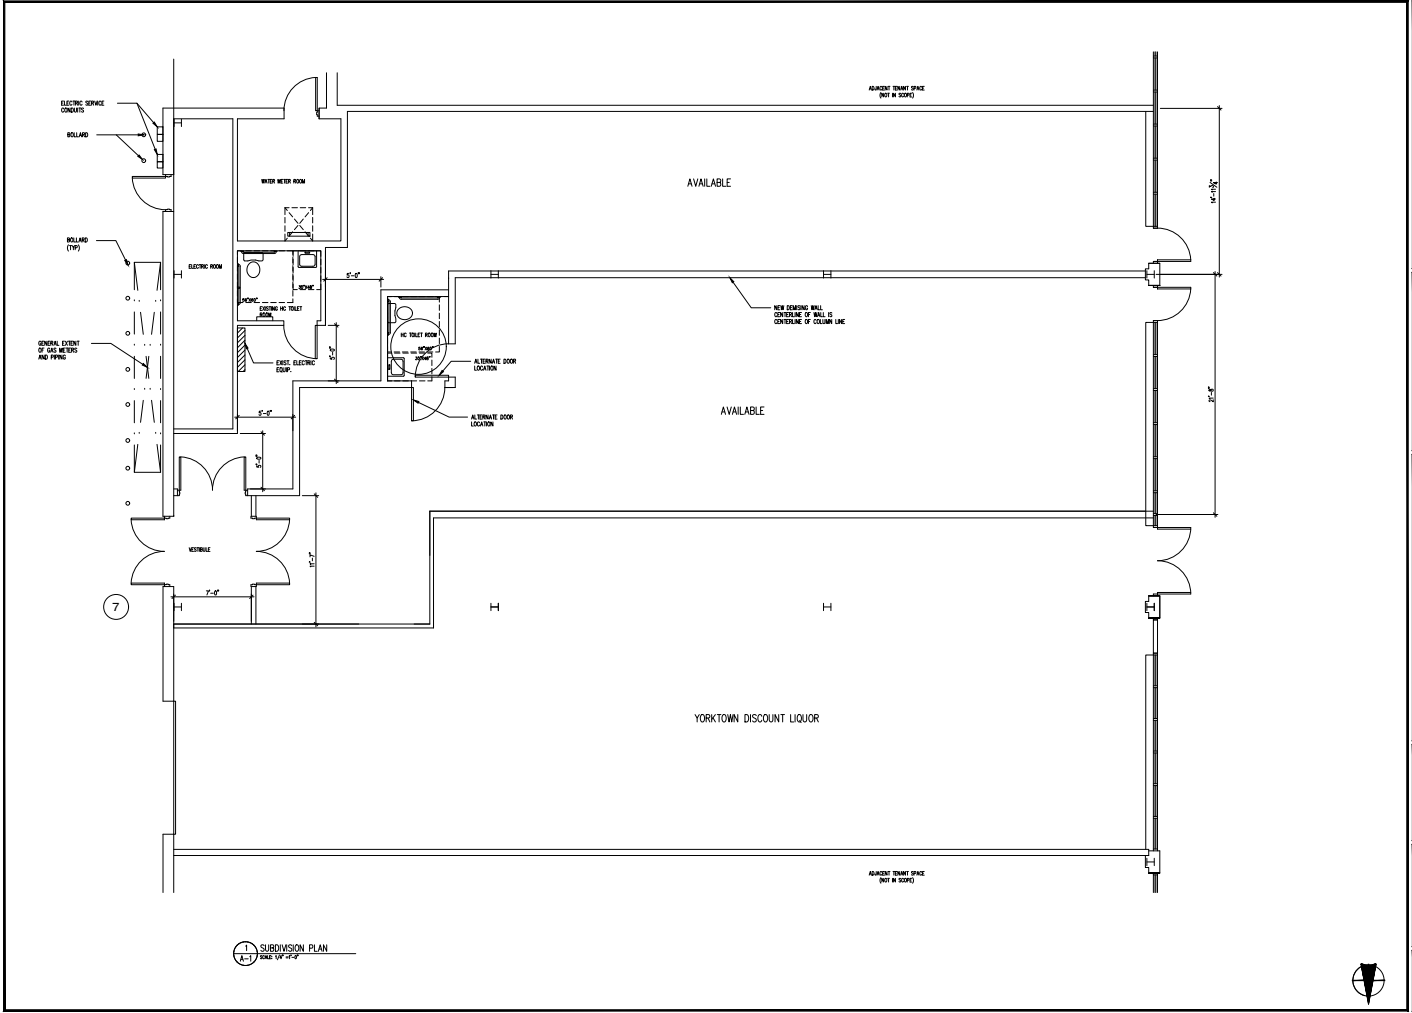 ADJACENT TENANT SPACE
(NOT IN SCOPE)
ELECTRIC SERVICE
CONDUITS
BOLLARD
WATER METER ROOM
AVAILABLE
14'-11¾"
BOLLARD
(TYP)
ELECTRIC ROOM
5'-0"
EXISTING HC TOILET
ROOM
NEW DEMISING WALL
CENTERLINE OF WALL IS
CENTERLINE OF COLUMN LINE
HC TOILET ROOM
GENERAL EXTENT
OF GAS METERS
AND PIPING
5'-0"
EXIST. ELECTRIC
EQUIP.
ALTERNATE DOOR
LOCATION
21'-8"
5'-0"
AVAILABLE
ALTERNATE DOOR
LOCATION
5'-0"
VESTIBULE
11'-7"
7'-0"
7
YORKTOWN DISCOUNT LIQUOR
ADJACENT TENANT SPACE
(NOT IN SCOPE)
1
A-1
SUBDIVISION PLAN
SCALE: 1/4" =1'-0"